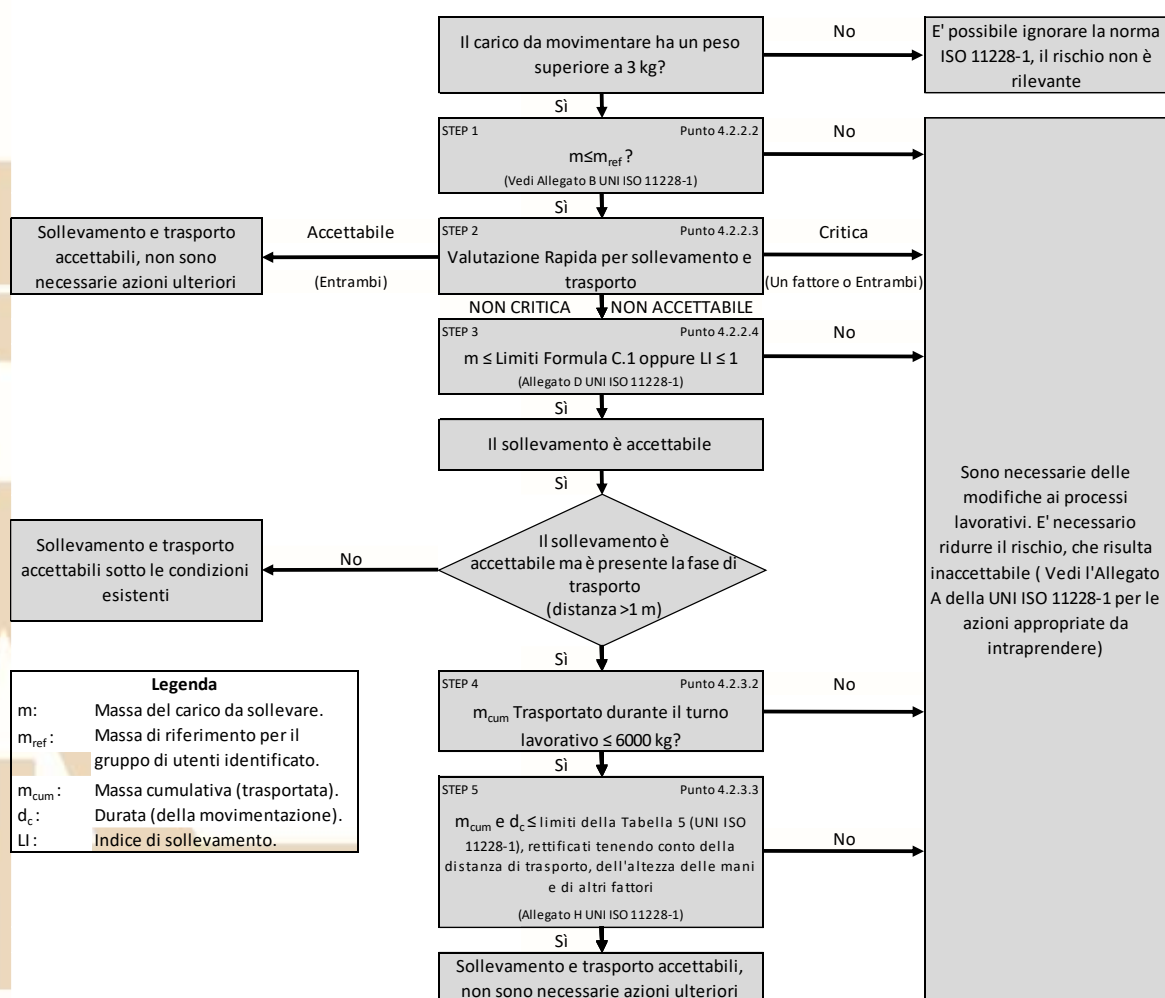 Il carico da movimentare ha un peso
superiore a 3 kg?
No
E' possibile ignorare la norma
ISO 11228-1, il rischio non è
rilevante
Sì
STEP 1 Punto 4.2.2.2
m≤mref ?
(Vedi Allegato B UNI ISO 11228-1)
No
Sì
Sollevamento e trasporto
accettabili, non sono
necessarie azioni ulteriori
Accettabile
(Entrambi)
STEP 2 Punto 4.2.2.3
Valutazione Rapida per sollevamento e
trasporto
Critica
(Un fattore o Entrambi)
NON CRITICA NON ACCETTABILE
STEP 3 Punto 4.2.2.4
m ≤ Limiti Formula C.1 oppure LI ≤ 1
(Allegato D UNI ISO 11228-1)
No
Sì
Il sollevamento è accettabile
Sì
Il sollevamento è
accettabile ma è presente la fase di
trasporto
(distanza >1 m)
No
Sollevamento e trasporto
accettabili sotto le condizioni
esistenti
Sono necessarie delle
modifiche ai processi
lavorativi. E' necessario
ridurre il rischio, che risulta
inaccettabile ( Vedi l'Allegato
A della UNI ISO 11228-1 per le
azioni appropriate da
intraprendere)
Sì
STEP 4 Punto 4.2.3.2
mcum Trasportato durante il turno
lavorativo ≤ 6000 kg?
No
Sì
STEP 5 Punto 4.2.3.3
mcum e dc ≤ limiti della Tabella 5 (UNI ISO
11228-1), rettificati tenendo conto della
distanza di trasporto, dell'altezza delle mani
e di altri fattori
(Allegato H UNI ISO 11228-1)
No
Sì
Sollevamento e trasporto accettabili,
non sono necessarie azioni ulteriori
Legenda
m: Massa del carico da sollevare.
mref : Massa di riferimento per il
gruppo di utenti identificato.
mcum : Massa cumulativa (trasportata).
dc : Durata (della movimentazione).
LI : Indice di sollevamento.